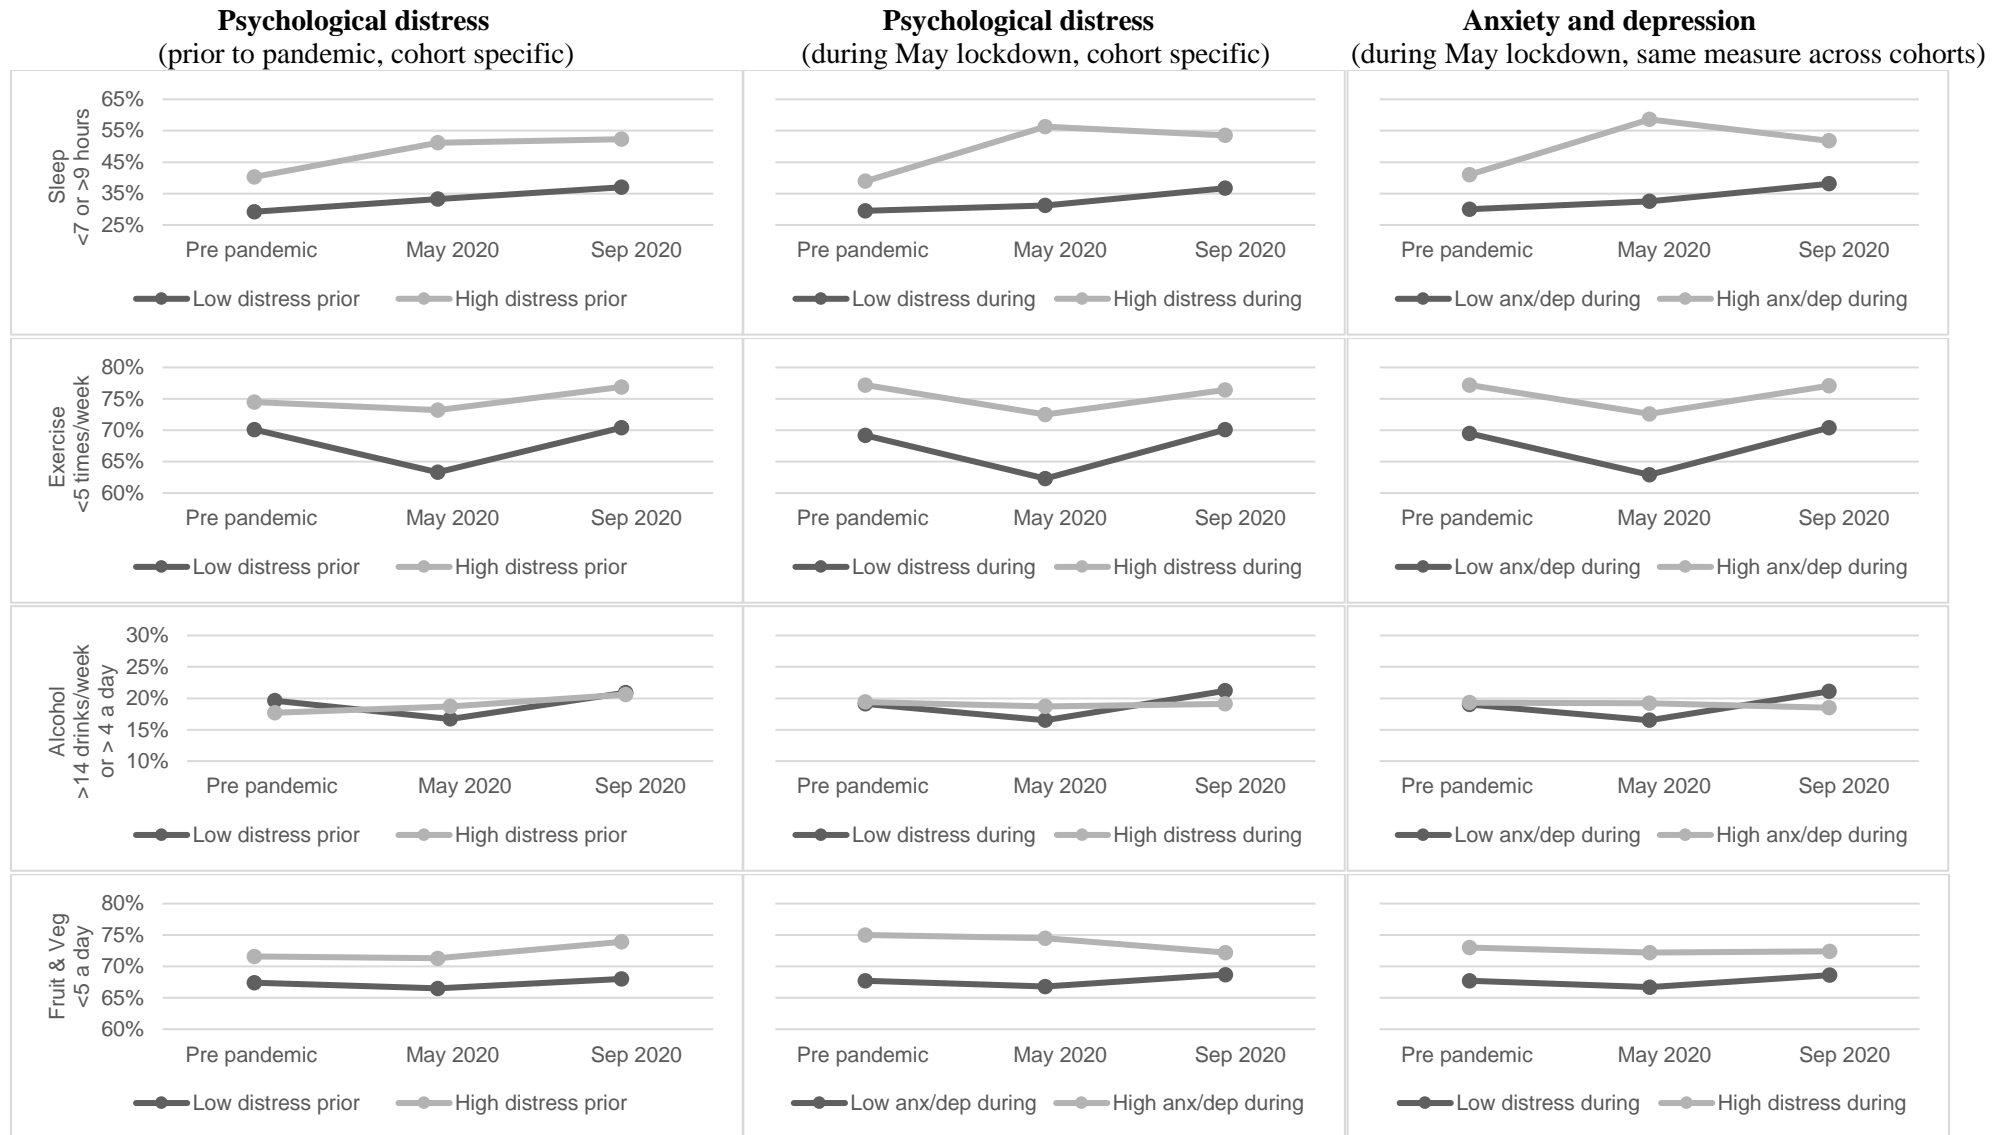 Psychological distress
(prior to pandemic, cohort specific)
Psychological distress
(during May lockdown, cohort specific)
Anxiety and depression
(during May lockdown, same measure across cohorts)
Sleep
<7 or >9 hours
65%
55%
45%
35%
25%
Pre pandemic May 2020 Sep 2020
Low distress prior High distress prior
Pre pandemic May 2020 Sep 2020
Low distress during High distress during
Pre pandemic May 2020 Sep 2020
Low anx/dep during High anx/dep during
Exercise
<5 times/week
80%
75%
70%
65%
60%
Pre pandemic May 2020 Sep 2020
Low distress prior High distress prior
Pre pandemic May 2020 Sep 2020
Low distress during High distress during
Pre pandemic May 2020 Sep 2020
Low anx/dep during High anx/dep during
Alcohol
>14 drinks/week
or > 4 a day
30%
25%
20%
15%
10%
Pre pandemic May 2020 Sep 2020
Low distress prior High distress prior
Pre pandemic May 2020 Sep 2020
Low distress during High distress during
Pre pandemic May 2020 Sep 2020
Low anx/dep during High anx/dep during
Fruit & Veg
<5 a day
80%
75%
70%
65%
60%
Pre pandemic May 2020 Sep 2020
Low distress prior High distress prior
Pre pandemic May 2020 Sep 2020
Low anx/dep during High anx/dep during
Pre pandemic May 2020 Sep 2020
Low distress during High distress during